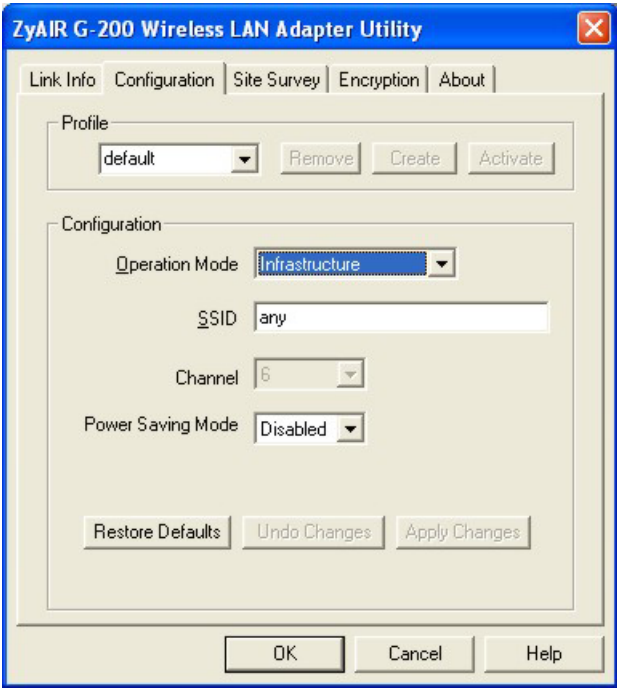 ZyAIR G-200 Wireless LAN Adapter Utility
Link Info Configuration Site Survey Encryption About
Profile
default Remove Create Activate
Configuration
Operation Mode Infrastructure
SSID any
Channel 6
Power Saving Mode Disabled
Restore Defaults Undo Changes Apply Changes
OK Cancel Help